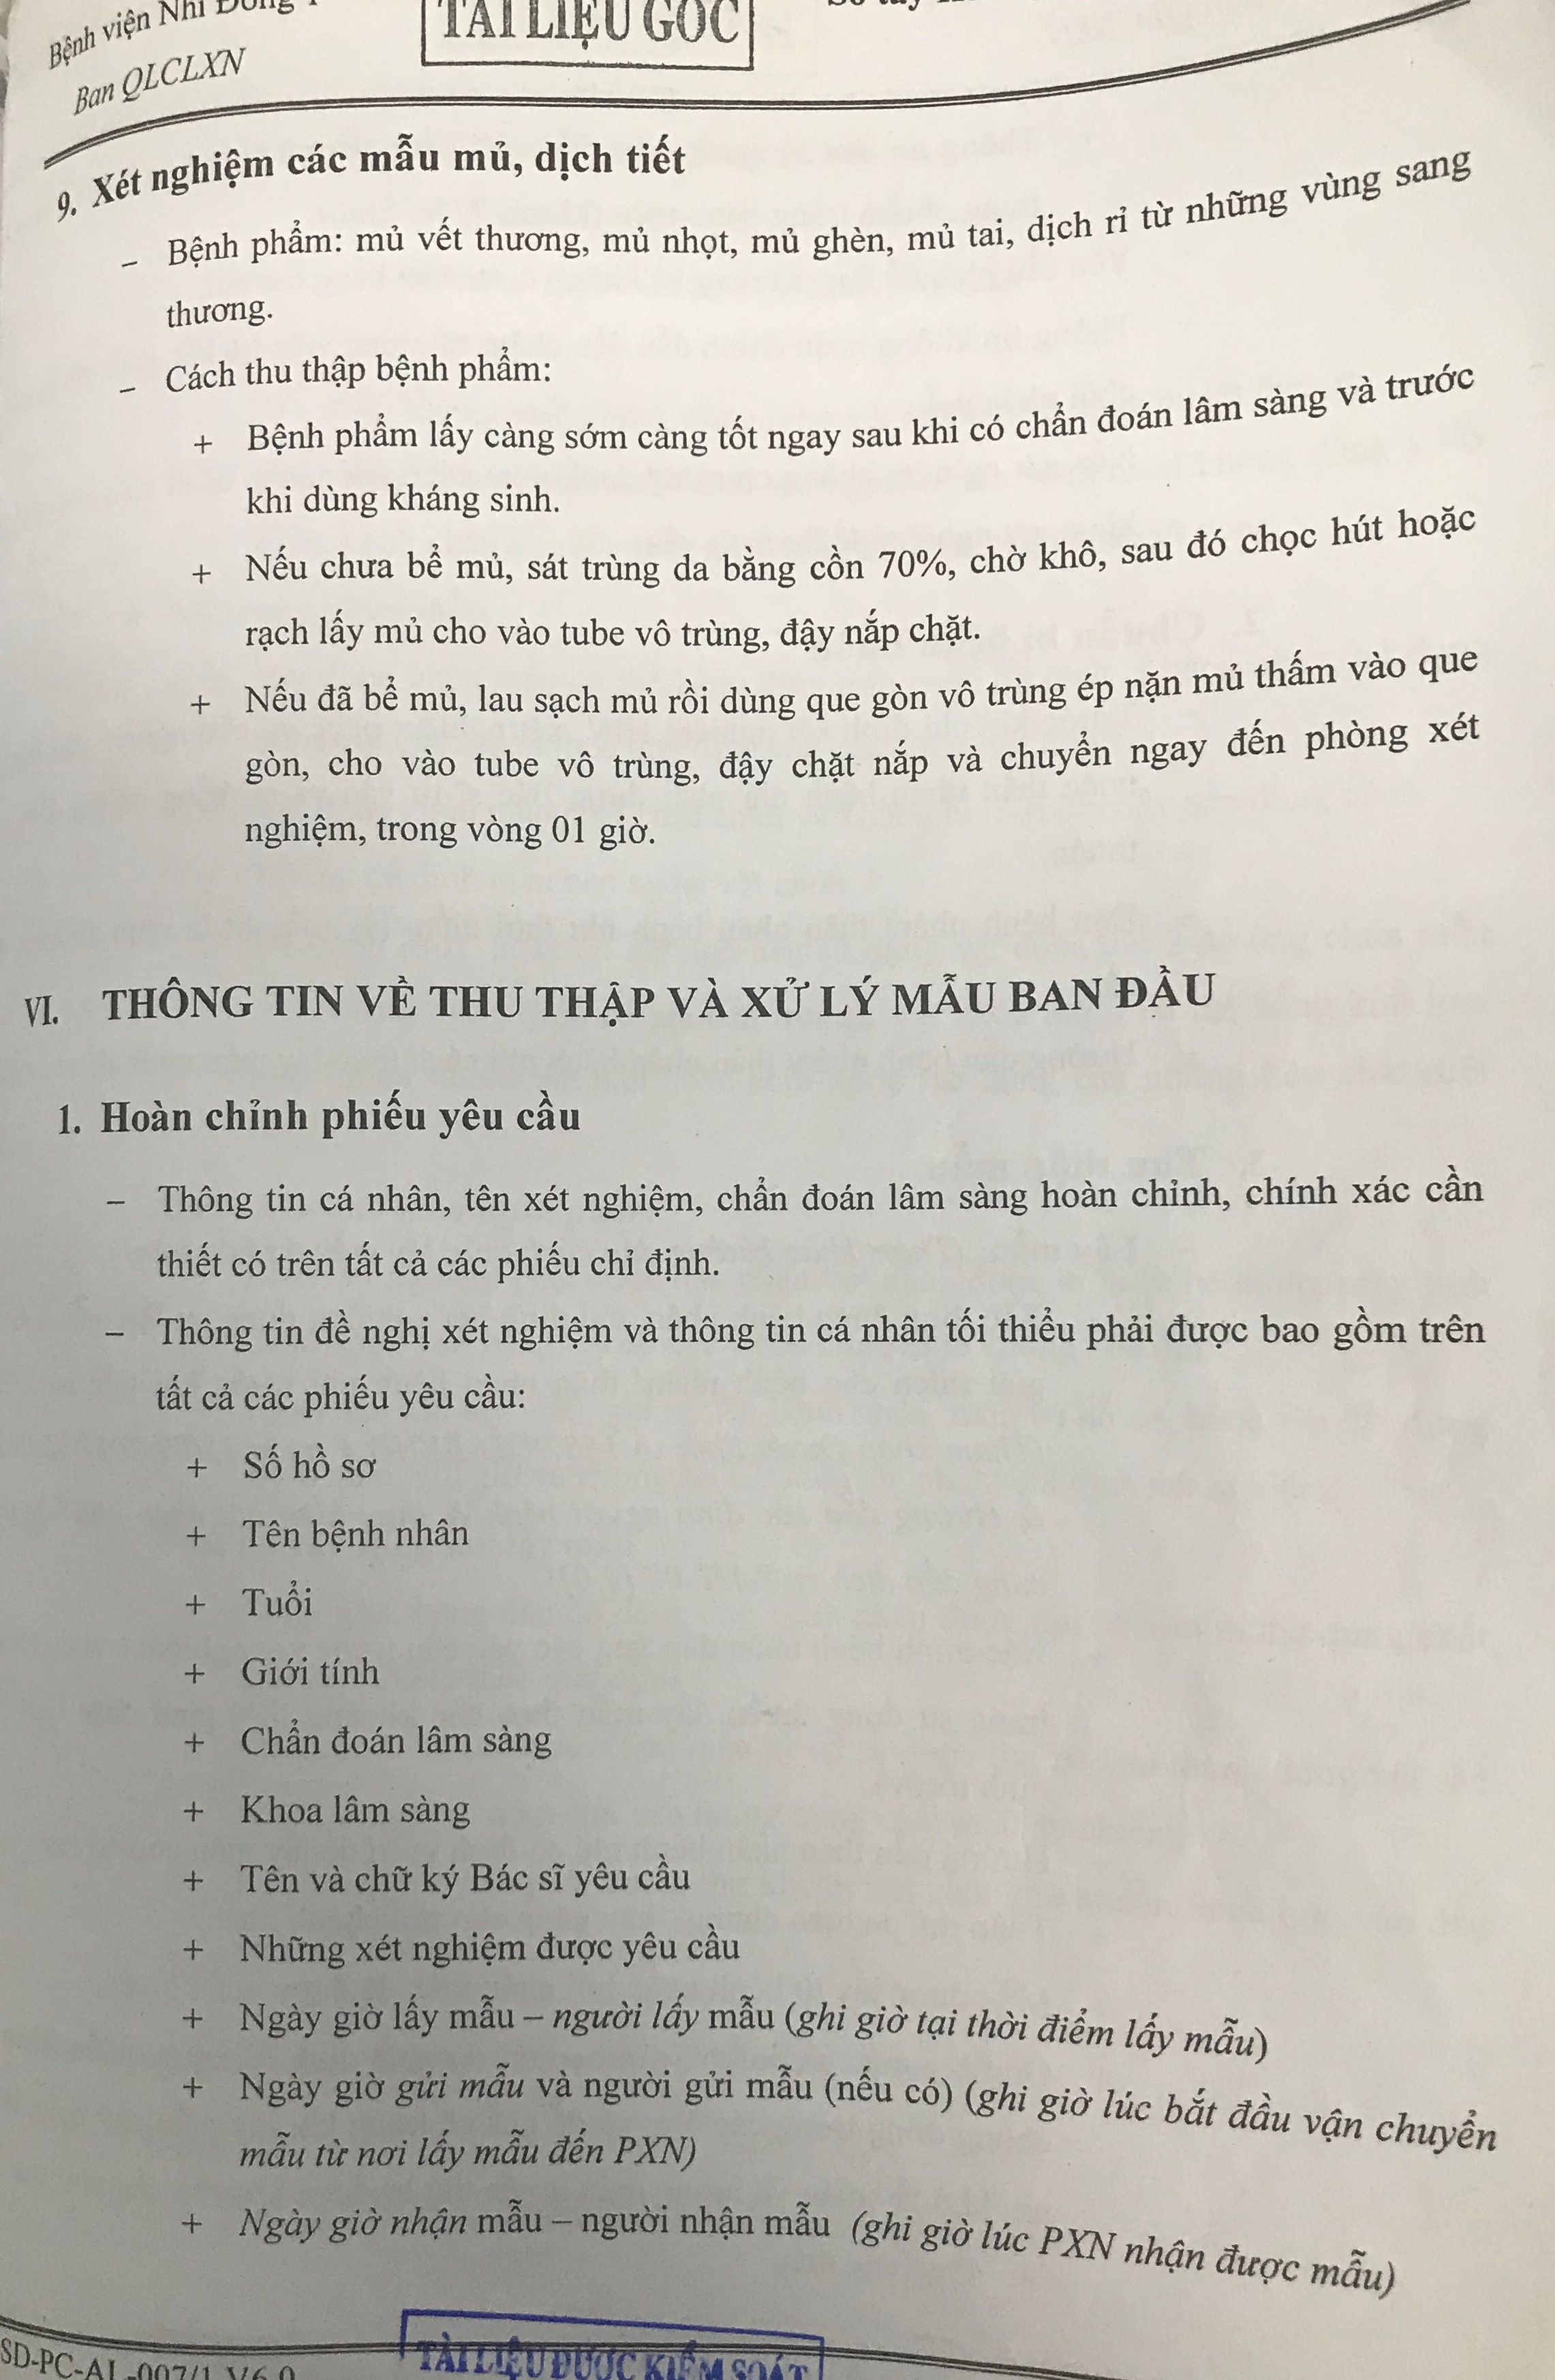 Bệnh viện Nhi Đồng
TÀI LIỆU GỐC
Ban QLCLXN
9. Xét nghiệm các mẫu mủ, dịch tiết
– Bệnh phẩm: mủ vết thương, mủ nhọt, mủ ghèn, mủ tai, dịch rỉ từ những vùng sang
thương.
– Cách thu thập bệnh phẩm:
+ Bệnh phẩm lấy càng sớm càng tốt ngay sau khi có chẩn đoán lâm sàng và trước
khi dùng kháng sinh.
+ Nếu chưa bể mủ, sát trùng da bằng cồn 70%, chờ khô, sau đó chọc hút hoặc
rạch lấy mủ cho vào tube vô trùng, đậy nắp chặt.
+ Nếu đã bể mủ, lau sạch mủ rồi dùng que gòn vô trùng ép nặn mủ thấm vào que
gòn, cho vào tube vô trùng, đậy chặt nắp và chuyển ngay đến phòng xét
nghiệm, trong vòng 01 giờ.
VI. THÔNG TIN VỀ THU THẬP VÀ XỬ LÝ MẪU BAN ĐẦU
1. Hoàn chỉnh phiếu yêu cầu
– Thông tin cá nhân, tên xét nghiệm, chẩn đoán lâm sàng hoàn chỉnh, chính xác cần
thiết có trên tất cả các phiếu chỉ định.
– Thông tin đề nghị xét nghiệm và thông tin cá nhân tối thiểu phải được bao gồm trên
tất cả các phiếu yêu cầu:
+ Số hồ sơ
+ Tên bệnh nhân
+ Tuổi
+ Giới tính
+ Chẩn đoán lâm sàng
+ Khoa lâm sàng
+ Tên và chữ ký Bác sĩ yêu cầu
+ Những xét nghiệm được yêu cầu
+ Ngày giờ lấy mẫu – người lấy mẫu (ghi giờ tại thời điểm lấy mẫu)
+ Ngày giờ gửi mẫu và người gửi mẫu (nếu có) (ghi giờ lúc bắt đầu vận chuyển
mẫu từ nơi lấy mẫu đến PXN)
+ Ngày giờ nhận mẫu – người nhận mẫu (ghi giờ lúc PXN nhận được mẫu)
SD-PC-AL-007/1 V6.0
TÀI LIỆU ĐƯỢC KIỂM SOÁT